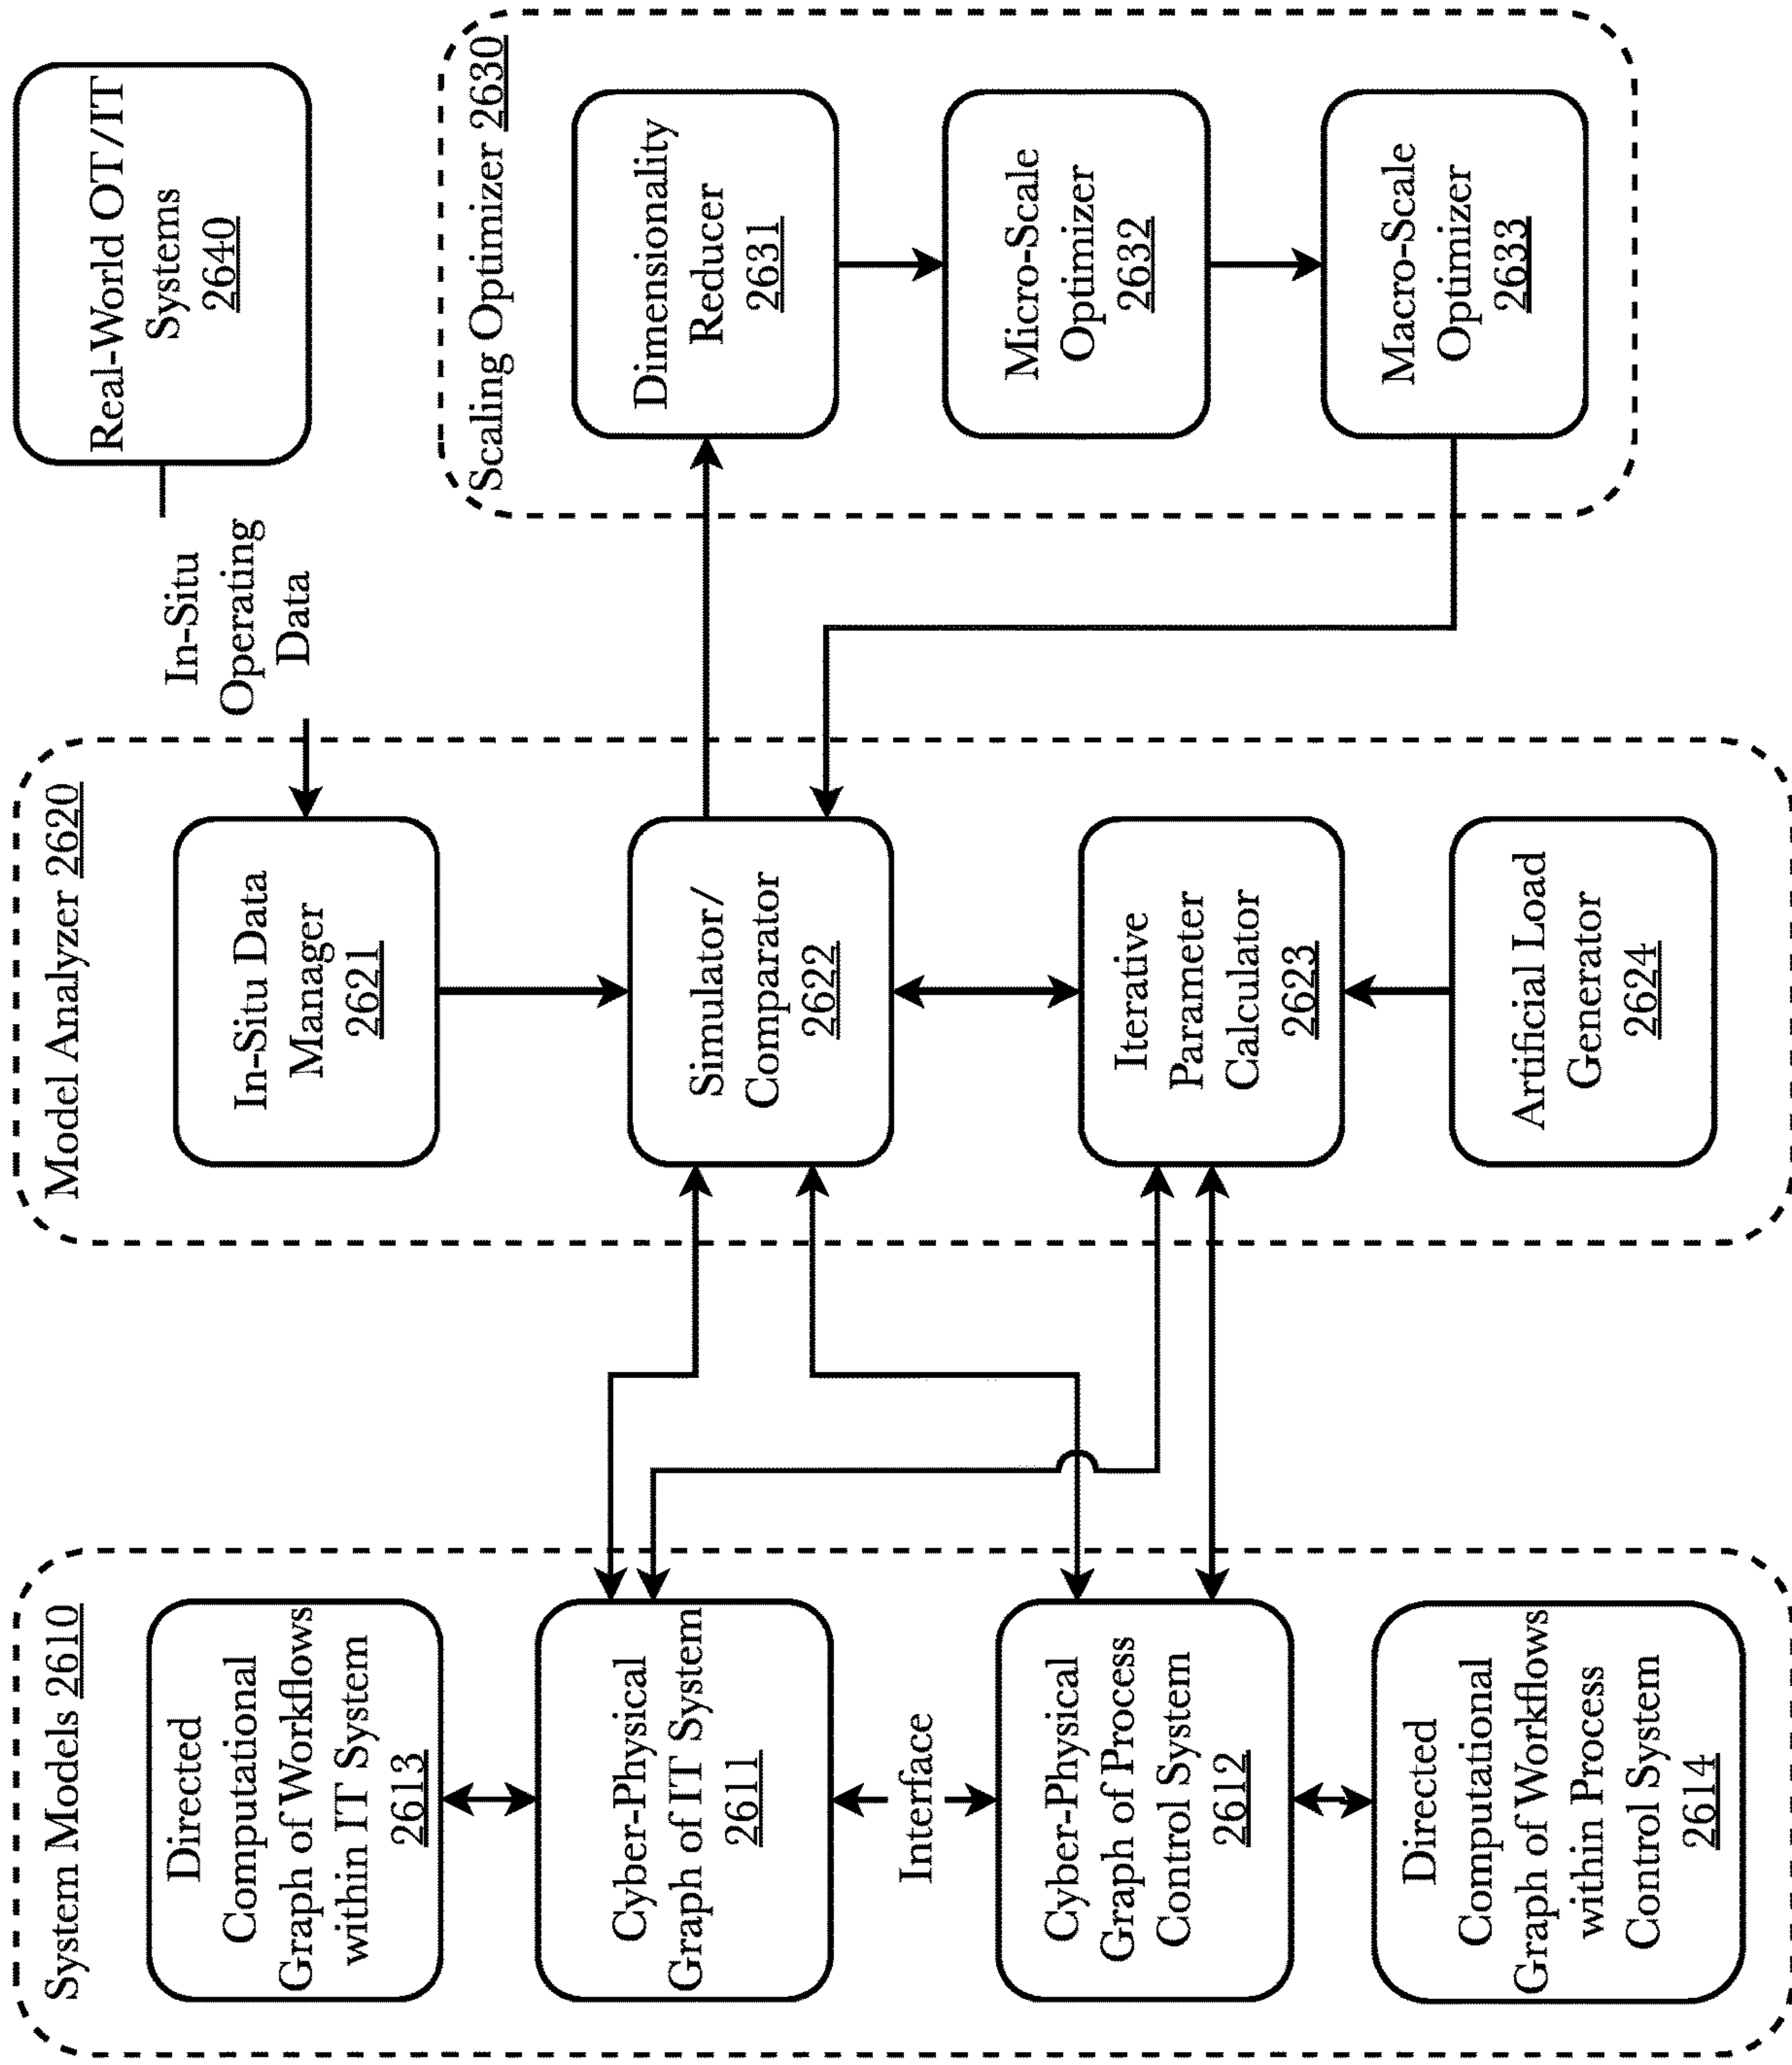 System Models 2610
Directed
Computational
Graph of Workflows
within IT System
2613
Cyber-Physical
Graph of IT System
2611
Interface
Cyber-Physical
Graph of Process
Control System
2612
Directed
Computational
Graph of Workflows
within Process
Control System
2614
Model Analyzer 2620
In-Situ Data
Manager
2621
Simulator/
Comparator
2622
Iterative
Parameter
Calculator
2623
Artificial Load
Generator
2624
In-Situ
Operating
Data
Real-World OT/IT
Systems
2640
Scaling Optimizer 2630
Dimensionality
Reducer
2631
Micro-Scale
Optimizer
2632
Macro-Scale
Optimizer
2633